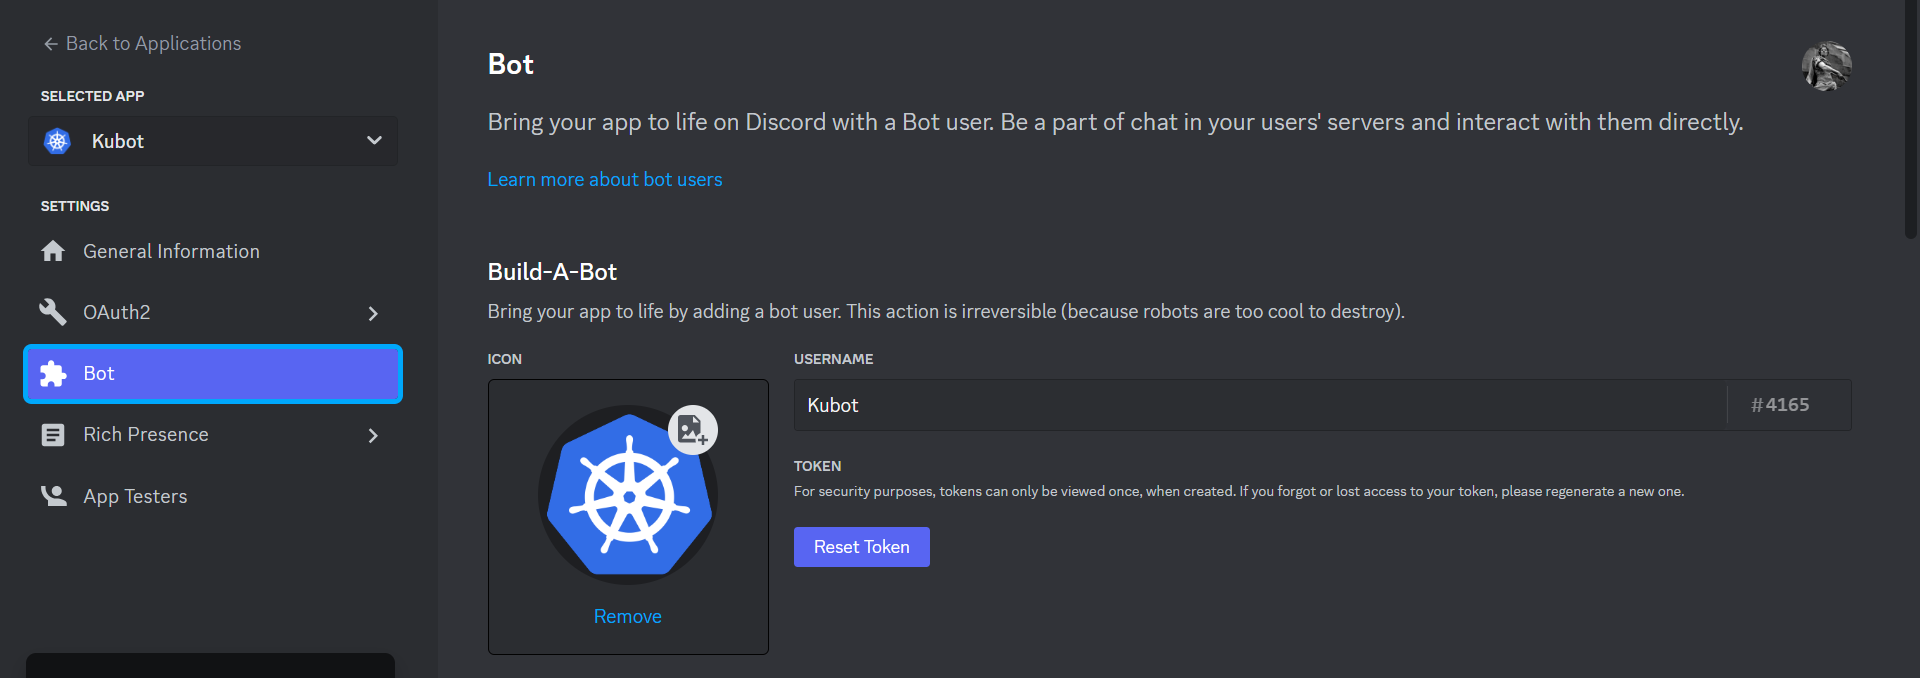 Back to Applications
SELECTED APP
Kubot
SETTINGS
General Information
OAuth2
Bot
Rich Presence
App Testers
Bot
Bring your app to life on Discord with a Bot user. Be a part of chat in your users' servers and interact with them directly.
Learn more about bot users
Build-A-Bot
Bring your app to life by adding a bot user. This action is irreversible (because robots are too cool to destroy).
ICON
Remove
USERNAME
Kubot #4165
TOKEN
For security purposes, tokens can only be viewed once, when created. If you forgot or lost access to your token, please regenerate a new one.
Reset Token